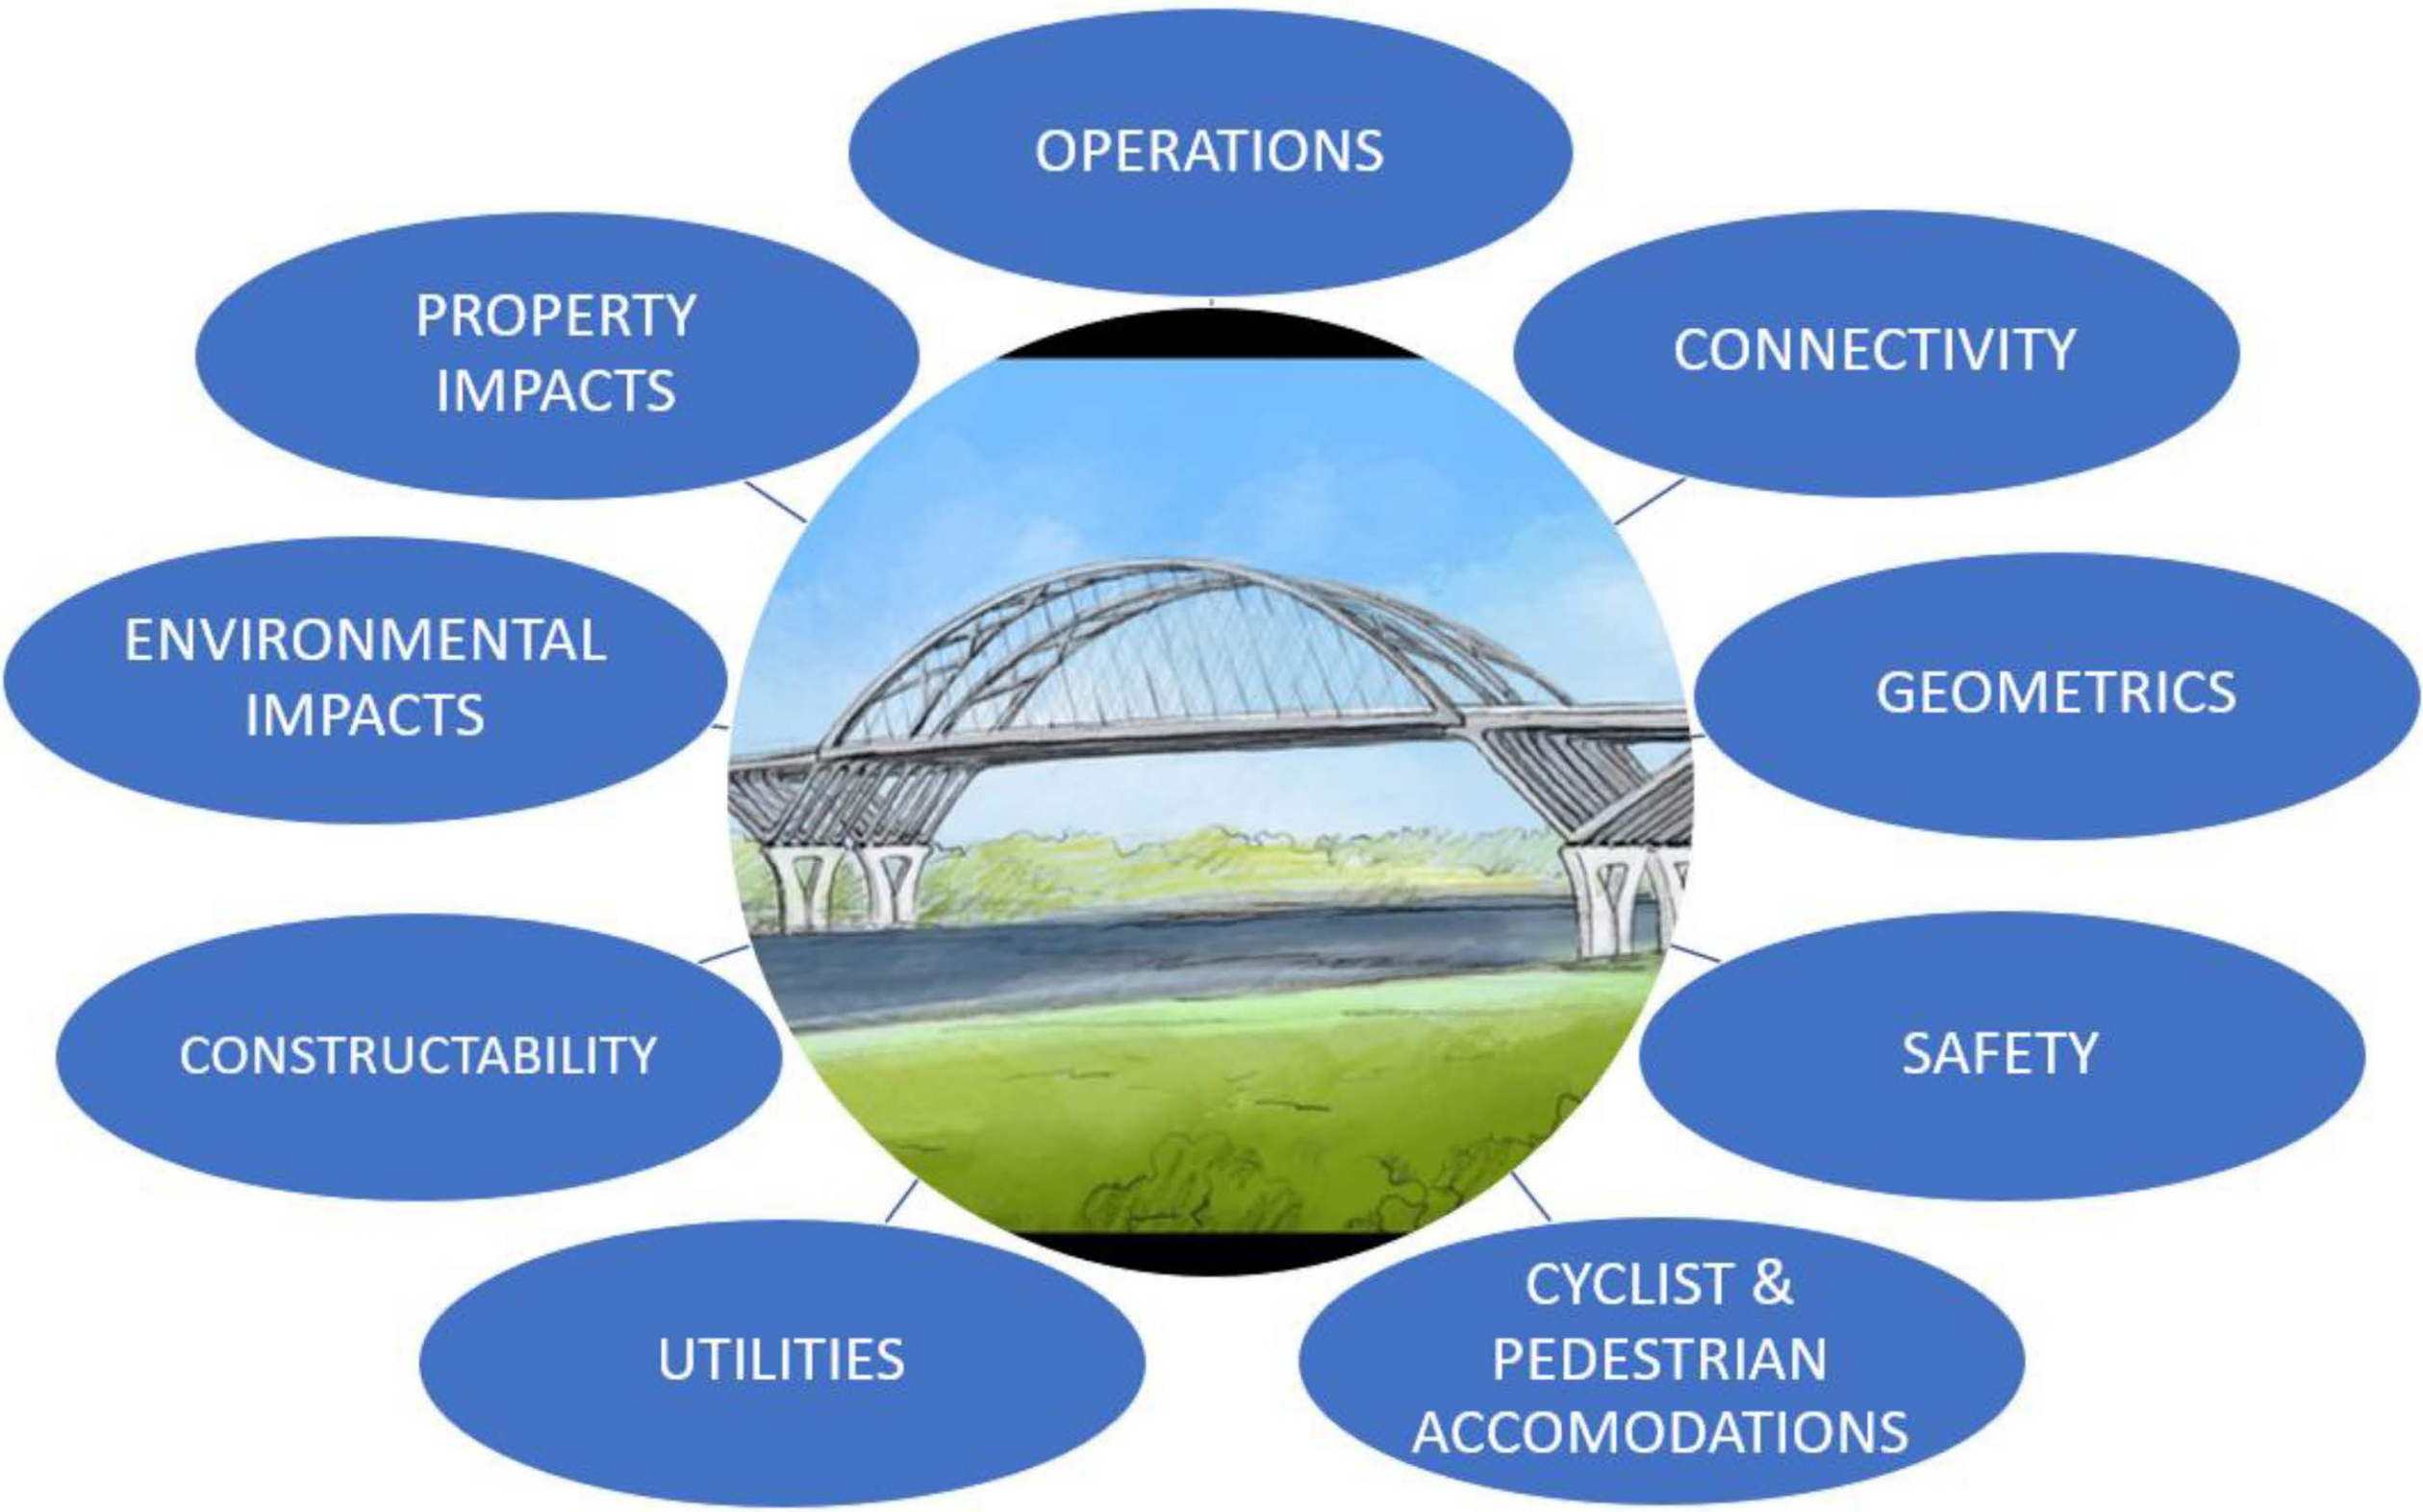 OPERATIONS
CONNECTIVITY
GEOMETRICS
SAFETY
CYCLIST &
PEDESTRIAN
ACCOMODATIONS
UTILITIES
CONSTRUCTABILITY
ENVIRONMENTAL
IMPACTS
PROPERTY
IMPACTS